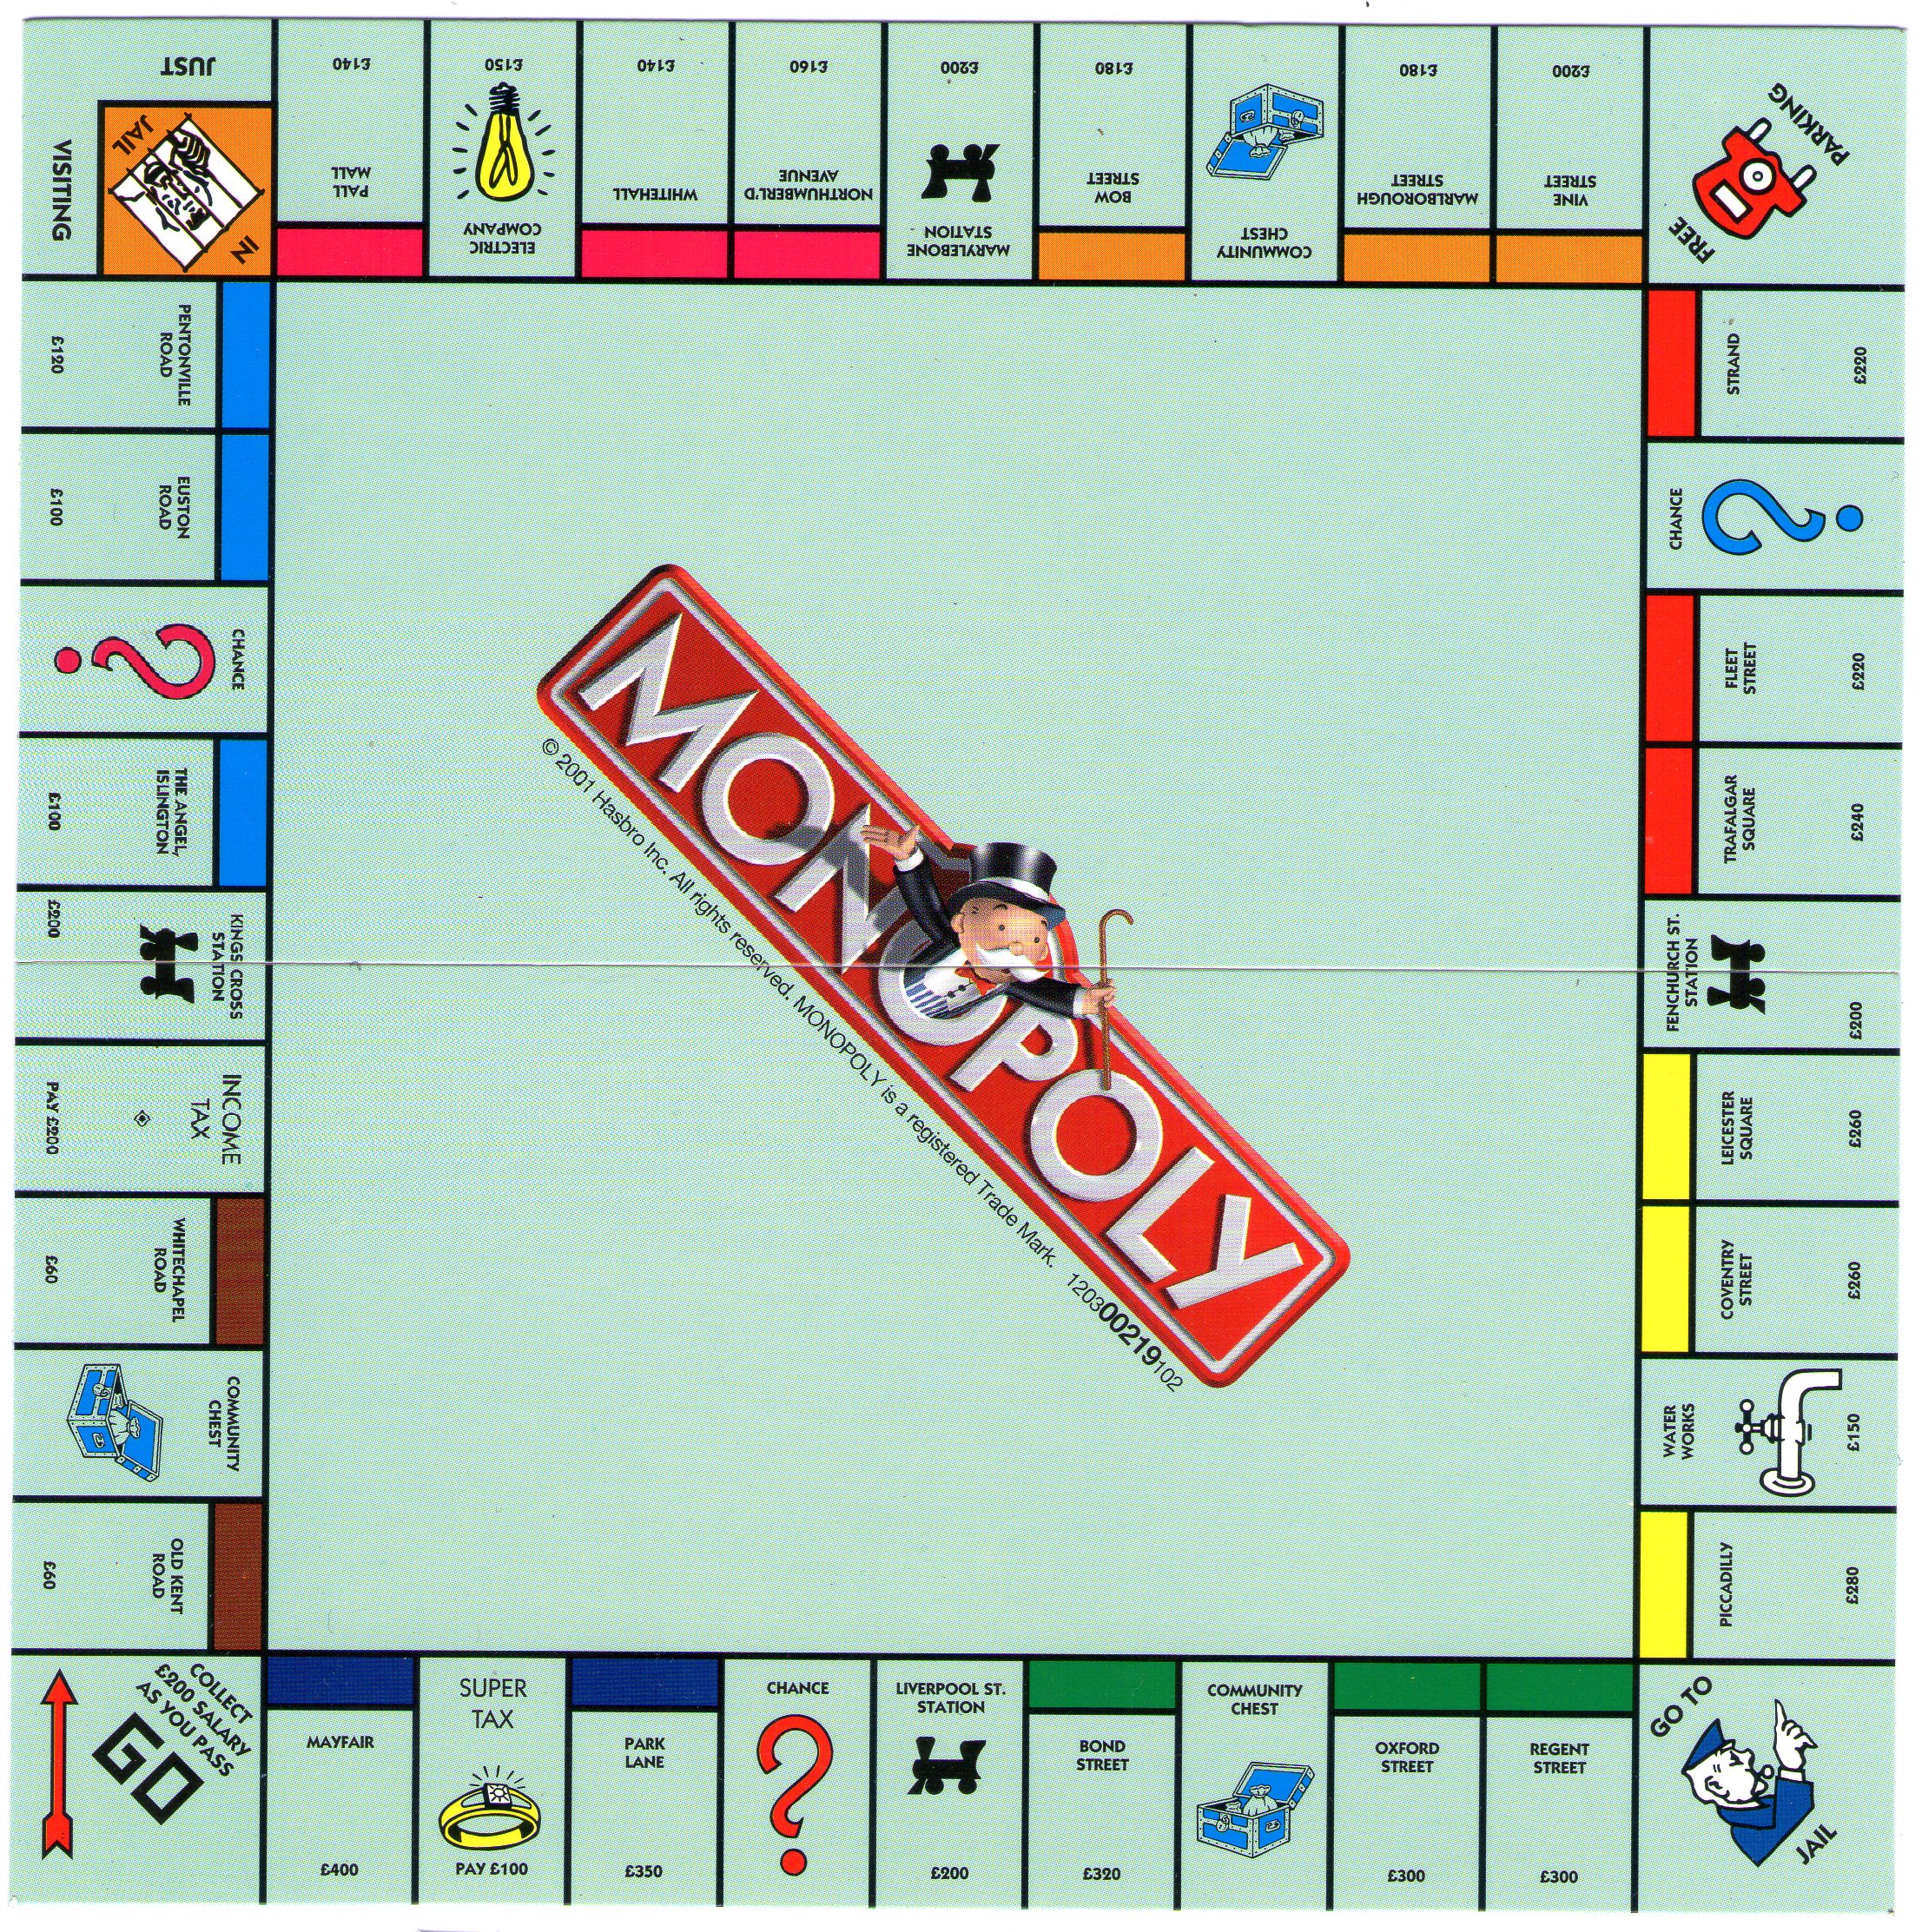 JUST
VISITING
IN
JAIL
£140
PALL
MALL
£150
ELECTRIC
COMPANY
£140
WHITEHALL
£160
NORTHUMBERL'D
AVENUE
£200
MARYLEBONE
STATION
£180
BOW
STREET
COMMUNITY
CHEST
£180
MARLBOROUGH
STREET
£200
VINE
STREET
FREE
PARKING
STRAND
£220
CHANCE
?
FLEET
STREET
£220
TRAFALGAR
SQUARE
£240
FENCHURCH ST.
STATION
£200
LEICESTER
SQUARE
£260
COVENTRY
STREET
£260
WATER
WORKS
£150
PICCADILLY
£280
GO TO
JAIL
REGENT
STREET
£300
OXFORD
STREET
£300
COMMUNITY
CHEST
BOND
STREET
£320
LIVERPOOL ST.
STATION
£200
CHANCE
?
PARK
LANE
£350
SUPER
TAX
PAY £100
MAYFAIR
£400
COLLECT
£200 SALARY
AS YOU PASS
GO
OLD KENT
ROAD
£60
COMMUNITY
CHEST
WHITECHAPEL
ROAD
£60
INCOME
TAX
PAY £200
KINGS CROSS
STATION
£200
THE ANGEL,
ISLINGTON
£100
CHANCE
?
EUSTON
ROAD
£100
PENTONVILLE
ROAD
£120
MONOPOLY
© 2001 Hasbro Inc. All rights reserved. MONOPOLY is a registered Trade Mark. 120300219102